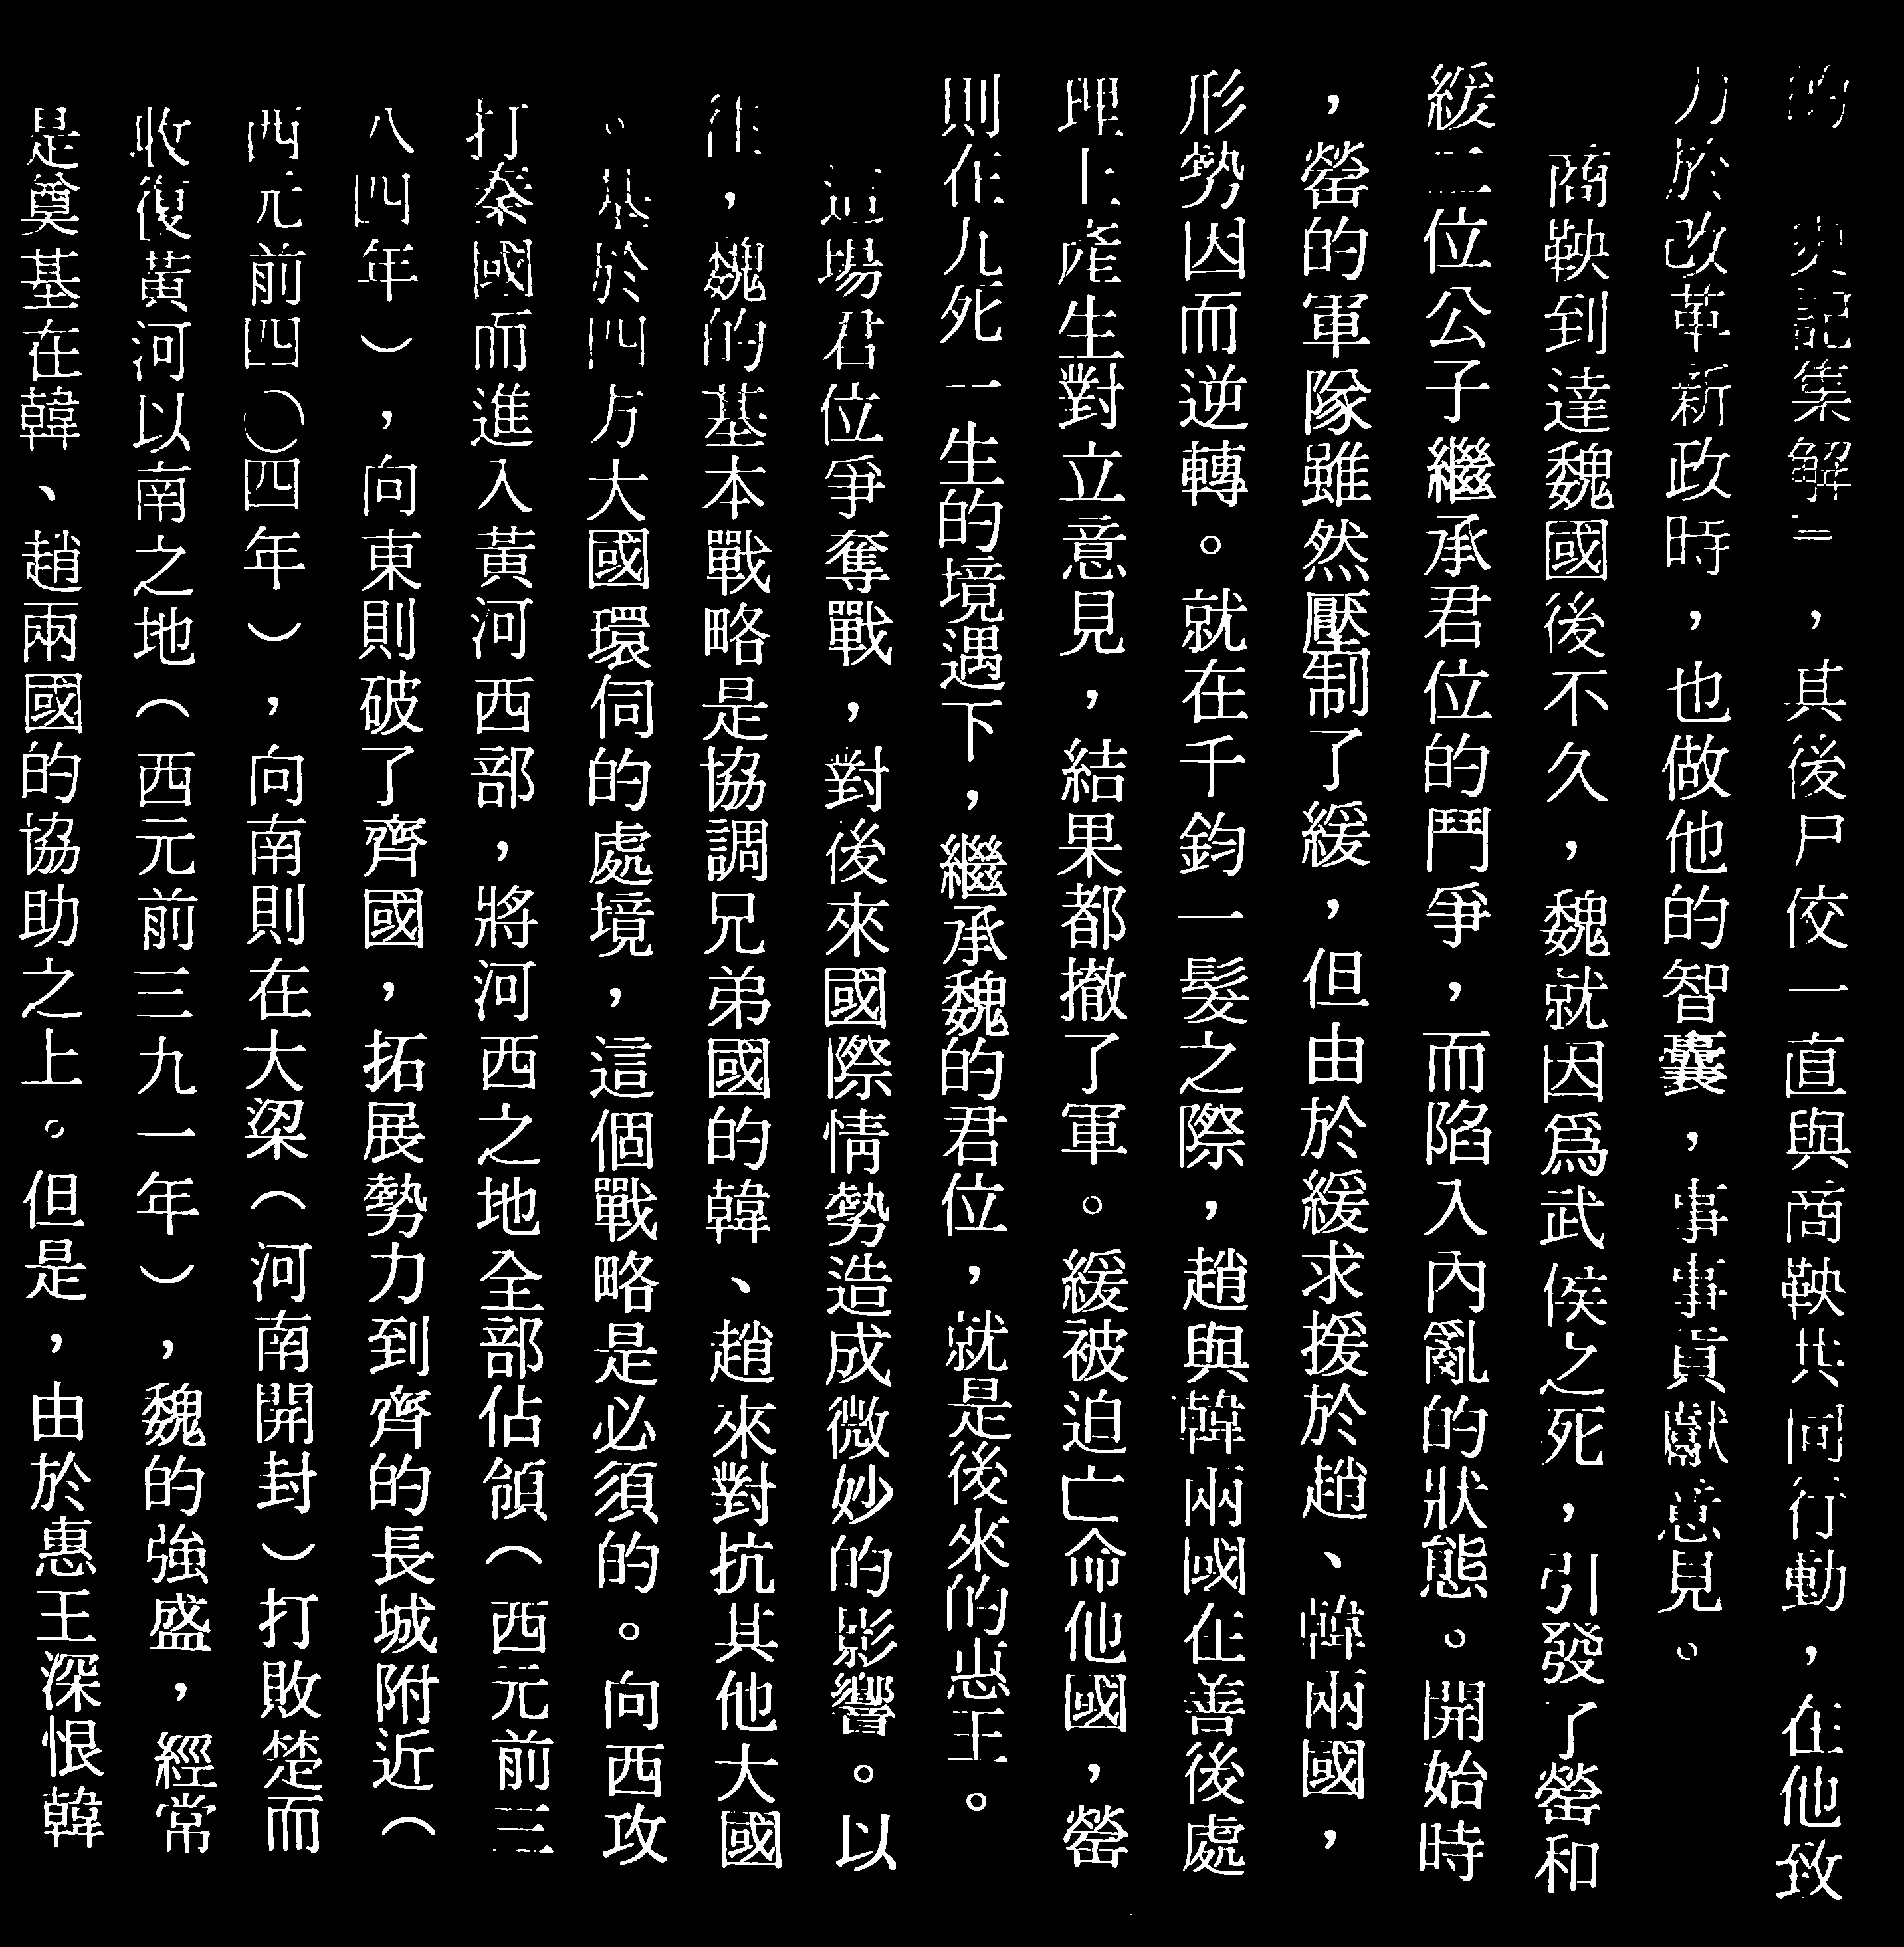 的「史記集解」，其後尸佼一直與商鞅共同行動，在他致
力於改革新政時，也做他的智囊，事事貢獻意見。
商鞅到達魏國後不久，魏就因爲武侯之死，引發了罃和
緩二位公子繼承君位的鬥爭，而陷入內亂的狀態。開始時
，罃的軍隊雖然壓制了緩，但由於緩求援於趙、韓兩國，
形勢因而逆轉。就在千鈞一髮之際，趙與韓兩國在善後處
理上產生對立意見，結果都撤了軍。緩被迫亡命他國，罃
則在九死一生的境遇下，繼承魏的君位，就是後來的惠王。
這場君位爭奪戰，對後來國際情勢造成微妙的影響。以
往，魏的基本戰略是協調兄弟國的韓、趙來對抗其他大國
。基於四方大國環伺的處境，這個戰略是必須的。向西攻
打秦國而進入黃河西部，將河西之地全部佔領（西元前三
八四年），向東則破了齊國，拓展勢力到齊的長城附近（
西元前四〇四年），向南則在大梁（河南開封）打敗楚而
收復黃河以南之地（西元前三九一年），魏的強盛，經常
是奠基在韓、趙兩國的協助之上。但是，由於惠王深恨韓